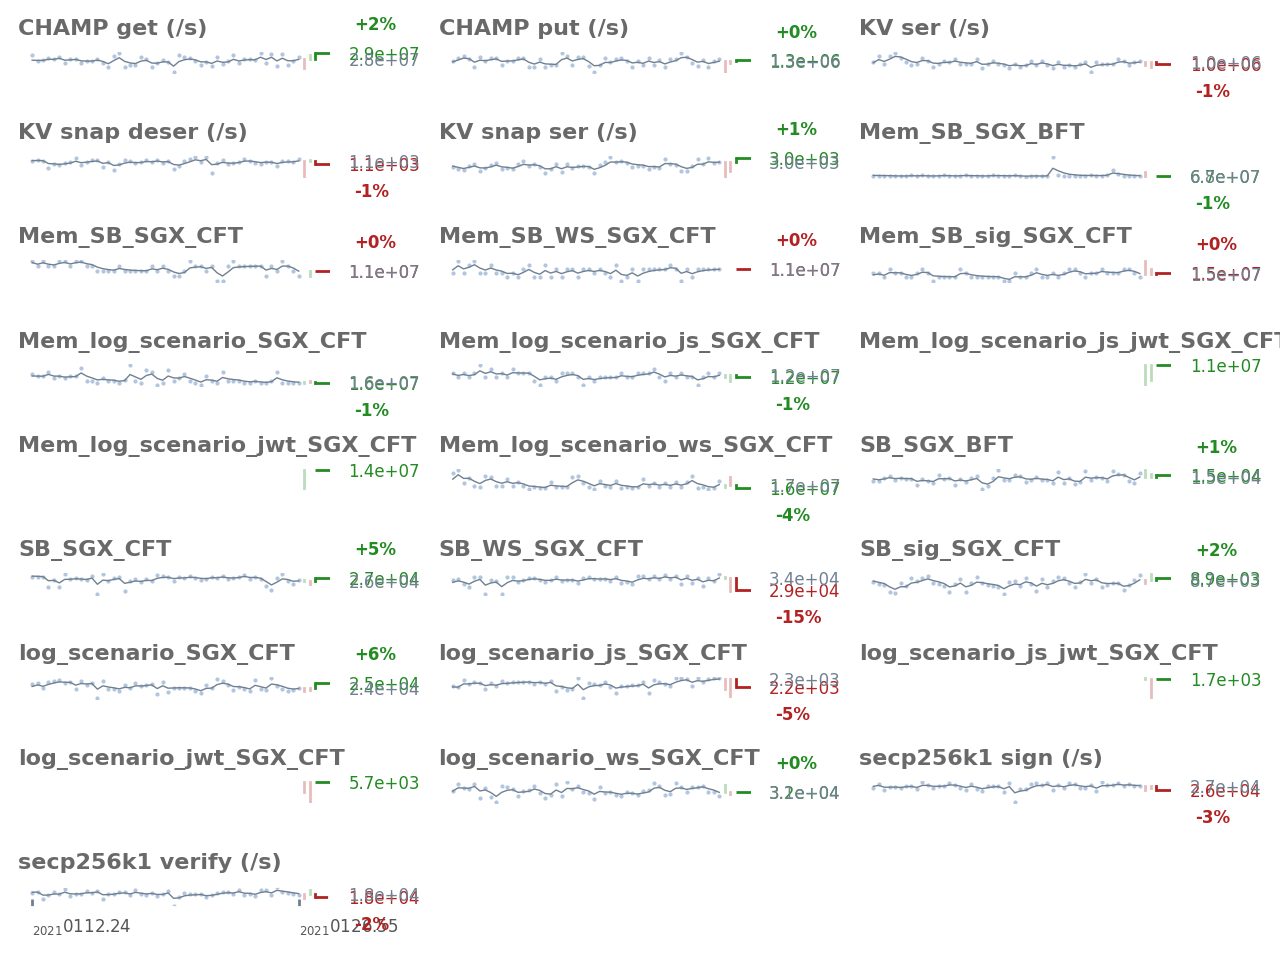 CHAMP get (/s)
+2%
2.9e+07
2.8e+07
CHAMP put (/s)
+0%
1.3e+06
1.3e+06
KV ser (/s)
1.0e+06
1.0e+06
-1%
KV snap deser (/s)
1.1e+03
1.1e+03
-1%
KV snap ser (/s)
+1%
3.0e+03
3.0e+03
Mem_SB_SGX_BFT
-1%
Mem_SB_SGX_CFT
+0%
1.1e+07
Mem_SB_WS_SGX_CFT
+0%
1.1e+07
Mem_SB_sig_SGX_CFT
+0%
1.5e+07
Mem_log_scenario_SGX_CFT
1.6e+07
-1%
Mem_log_scenario_js_SGX_CFT
1.2e+07
1.2e+07
-1%
Mem_log_scenario_js_jwt_SGX_CFT
1.1e+07
Mem_log_scenario_jwt_SGX_CFT
1.4e+07
Mem_log_scenario_ws_SGX_CFT
1.7e+07
1.6e+07
-4%
SB_SGX_BFT
+1%
1.5e+04
1.5e+04
SB_SGX_CFT
+5%
2.7e+04
2.6e+04
SB_WS_SGX_CFT
3.4e+04
2.9e+04
-15%
SB_sig_SGX_CFT
+2%
8.9e+03
8.7e+03
log_scenario_SGX_CFT
+6%
2.5e+04
2.4e+04
log_scenario_js_SGX_CFT
2.3e+03
2.2e+03
-5%
log_scenario_js_jwt_SGX_CFT
1.7e+03
log_scenario_jwt_SGX_CFT
5.7e+03
log_scenario_ws_SGX_CFT
+0%
secp256k1 sign (/s)
2.7e+04
2.6e+04
-3%
secp256k1 verify (/s)
1.8e+04
1.8e+04
-2%
2021 0112.24
2021